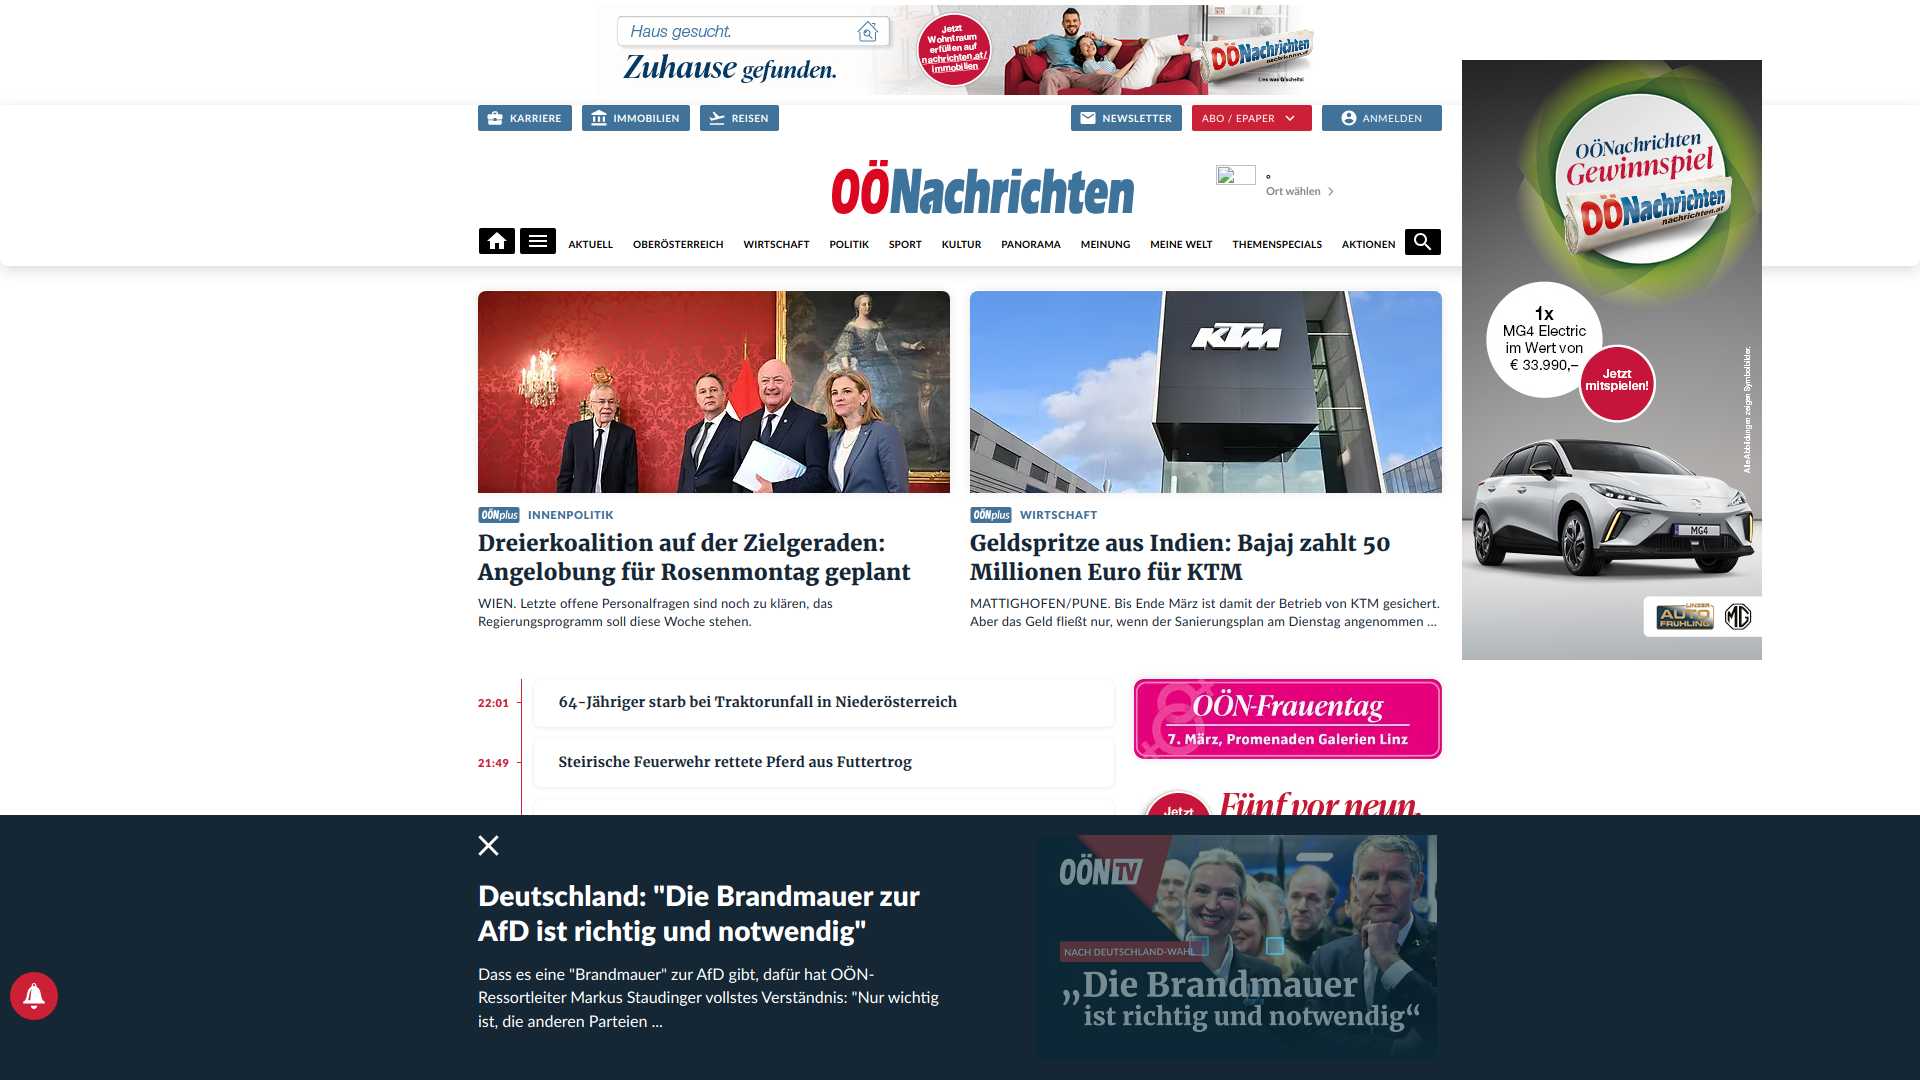 Haus gesucht.
Zuhause gefunden.
Jetzt
Wohntraum
erfüllen auf
nachrichten.at/
immobilien
OÖNachrichten
nachrichten.at
Lies was G'scheits!
KARRIERE
IMMOBILIEN
REISEN
NEWSLETTER
ABO / EPAPER
ANMELDEN
OÖNachrichten
°
Ort wählen
AKTUELL
OBERÖSTERREICH
WIRTSCHAFT
POLITIK
SPORT
KULTUR
PANORAMA
MEINUNG
MEINE WELT
THEMENSPECIALS
AKTIONEN
OÖNachrichten
Gewinnspiel
OÖNachrichten
nachrichten.at
1x
MG4 Electric
im Wert von
€ 33.990,–
Jetzt
mitspielen!
Alle Abbildungen zeigen Symbolbilder.
MG4
LINZER
AUTO
FRÜHLING
MG
KTM
OÖNplus INNENPOLITIK
Dreierkoalition auf der Zielgeraden:
Angelobung für Rosenmontag geplant
WIEN. Letzte offene Personalfragen sind noch zu klären, das
Regierungsprogramm soll diese Woche stehen.
OÖNplus WIRTSCHAFT
Geldspritze aus Indien: Bajaj zahlt 50
Millionen Euro für KTM
MATTIGHOFEN/PUNE. Bis Ende März ist damit der Betrieb von KTM gesichert.
Aber das Geld fließt nur, wenn der Sanierungsplan am Dienstag angenommen ...
22:01 64-Jähriger starb bei Traktorunfall in Niederösterreich
21:49 Steirische Feuerwehr rettete Pferd aus Futtertrog
OÖN-Frauentag
7. März, Promenaden Galerien Linz
Jetzt
Fünf vor neun.
Deutschland: "Die Brandmauer zur
AfD ist richtig und notwendig"
Dass es eine "Brandmauer" zur AfD gibt, dafür hat OÖN-
Ressortleiter Markus Staudinger vollstes Verständnis: "Nur wichtig
ist, die anderen Parteien ...
OÖN TV
NACH DEUTSCHLAND-WAHL
„Die Brandmauer
ist richtig und notwendig“